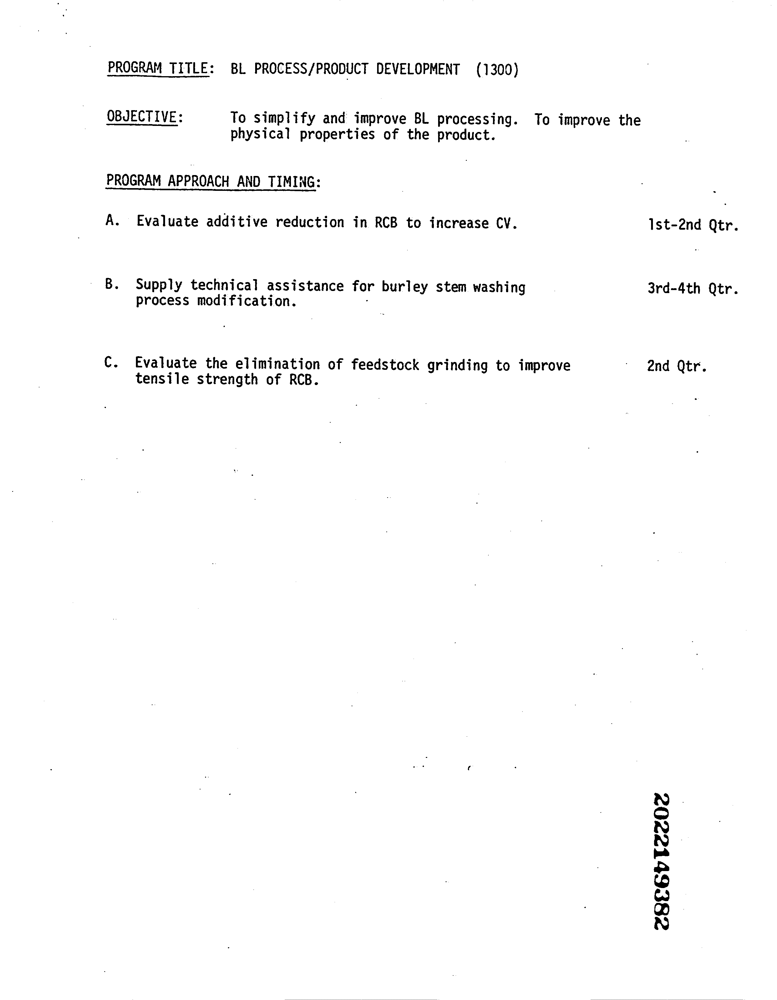 PROGRAM TITLE: BL PROCESS/PRODUCT DEVELOPMENT (1300)
OBJECTIVE: To simplify and improve BL processing. To improve the
physical properties of the product.
PROGRAM APPROACH AND TIMING:
A. Evaluate additive reduction in RCB to increase CV. 1st-2nd Qtr.
B. Supply technical assistance for burley stem washing 3rd-4th Qtr.
process modification.
C. Evaluate the elimination of feedstock grinding to improve 2nd Qtr.
tensile strength of RCB.
2022149382